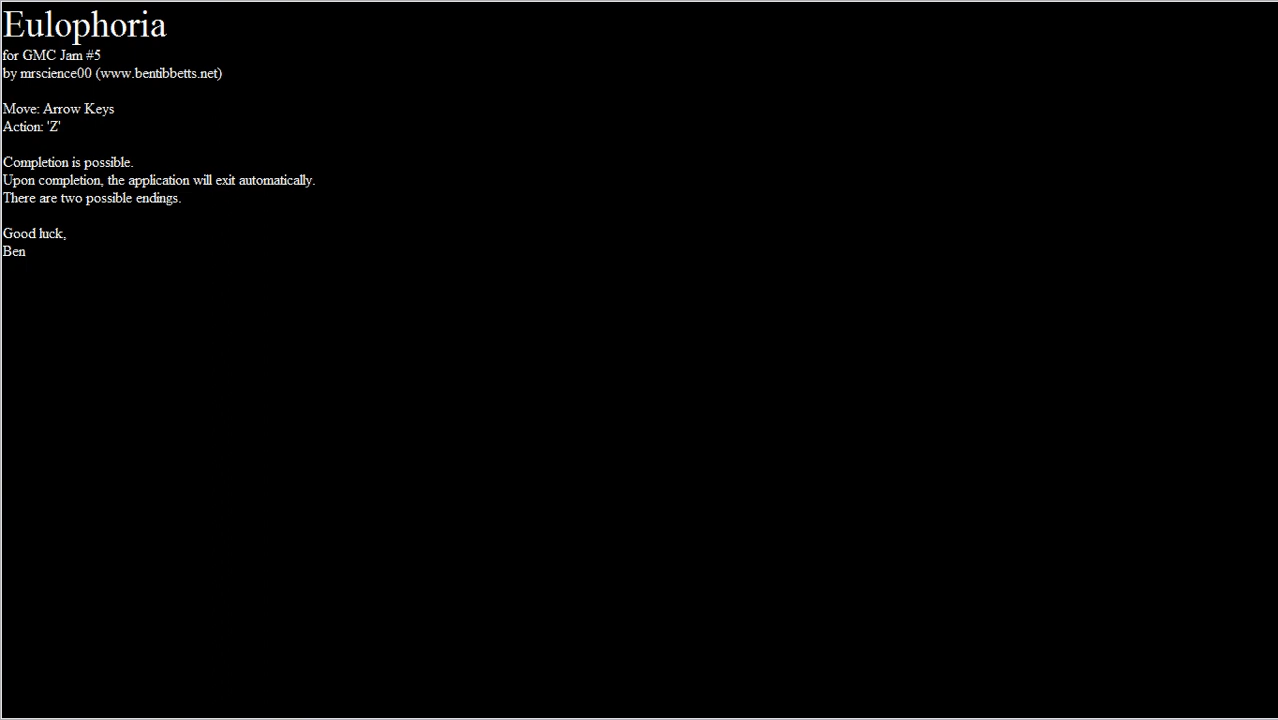 Eulophoria
for GMC Jam #5
by mrscience00 (www.bentibbetts.net)
Move: Arrow Keys
Action: 'Z'
Completion is possible.
Upon completion, the application will exit automatically.
There are two possible endings.
Good luck,
Ben